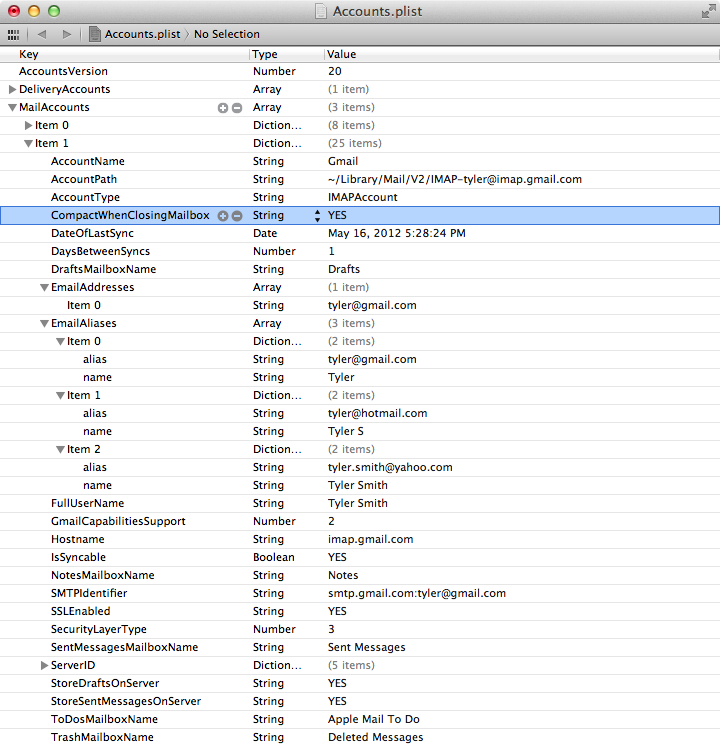 Accounts.plist
Accounts.plist No Selection
Key Type Value
AccountsVersion Number 20
DeliveryAccounts Array (1 item)
MailAccounts Array (3 items)
Item 0 Diction... (8 items)
Item 1 Diction... (25 items)
AccountName String Gmail
AccountPath String ~/Library/Mail/V2/IMAP-tyler@imap.gmail.com
AccountType String IMAPAccount
CompactWhenClosingMailbox String YES
DateOfLastSync Date May 16, 2012 5:28:24 PM
DaysBetweenSyncs Number 1
DraftsMailboxName String Drafts
EmailAddresses Array (1 item)
Item 0 String tyler@gmail.com
EmailAliases Array (3 items)
Item 0 Diction... (2 items)
alias String tyler@gmail.com
name String Tyler
Item 1 Diction... (2 items)
alias String tyler@hotmail.com
name String Tyler S
Item 2 Diction... (2 items)
alias String tyler.smith@yahoo.com
name String Tyler Smith
FullUserName String Tyler Smith
GmailCapabilitiesSupport Number 2
Hostname String imap.gmail.com
IsSyncable Boolean YES
NotesMailboxName String Notes
SMTPIdentifier String smtp.gmail.com:tyler@gmail.com
SSLEnabled String YES
SecurityLayerType Number 3
SentMessagesMailboxName String Sent Messages
ServerID Diction... (5 items)
StoreDraftsOnServer String YES
StoreSentMessagesOnServer String YES
ToDosMailboxName String Apple Mail To Do
TrashMailboxName String Deleted Messages